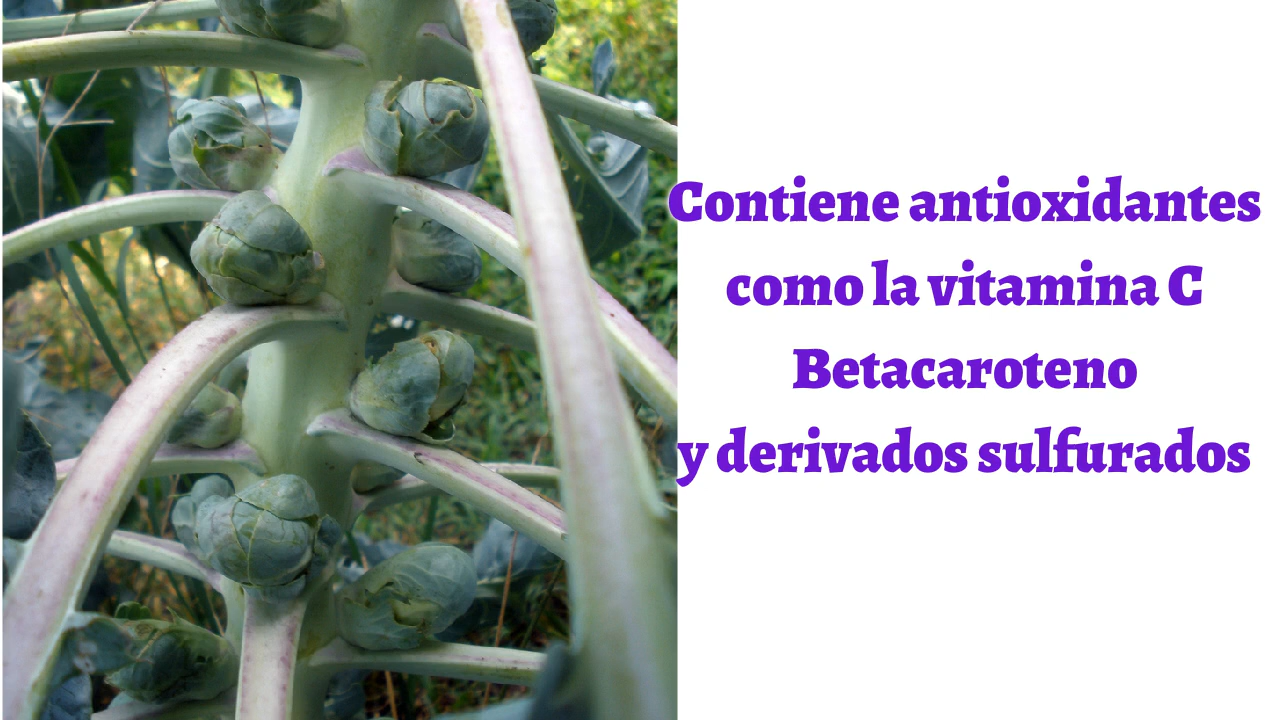 Contiene antioxidantes
como la vitamina C
Betacaroteno
y derivados sulfurados